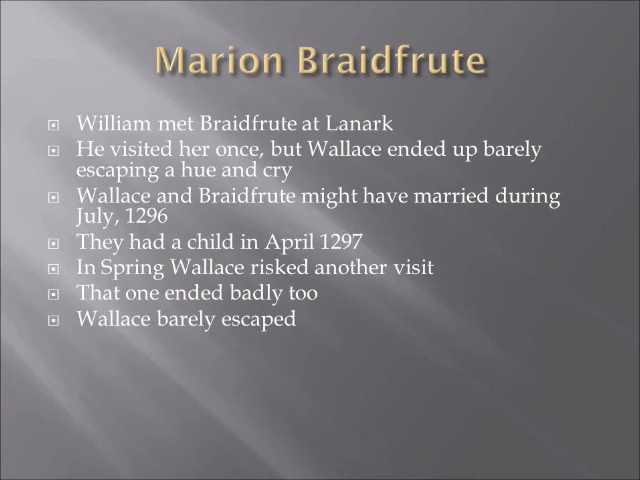 Marion Braidfrute
William met Braidfrute at Lanark
He visited her once, but Wallace ended up barely
escaping a hue and cry
Wallace and Braidfrute might have married during
July, 1296
They had a child in April 1297
In Spring Wallace risked another visit
That one ended badly too
Wallace barely escaped